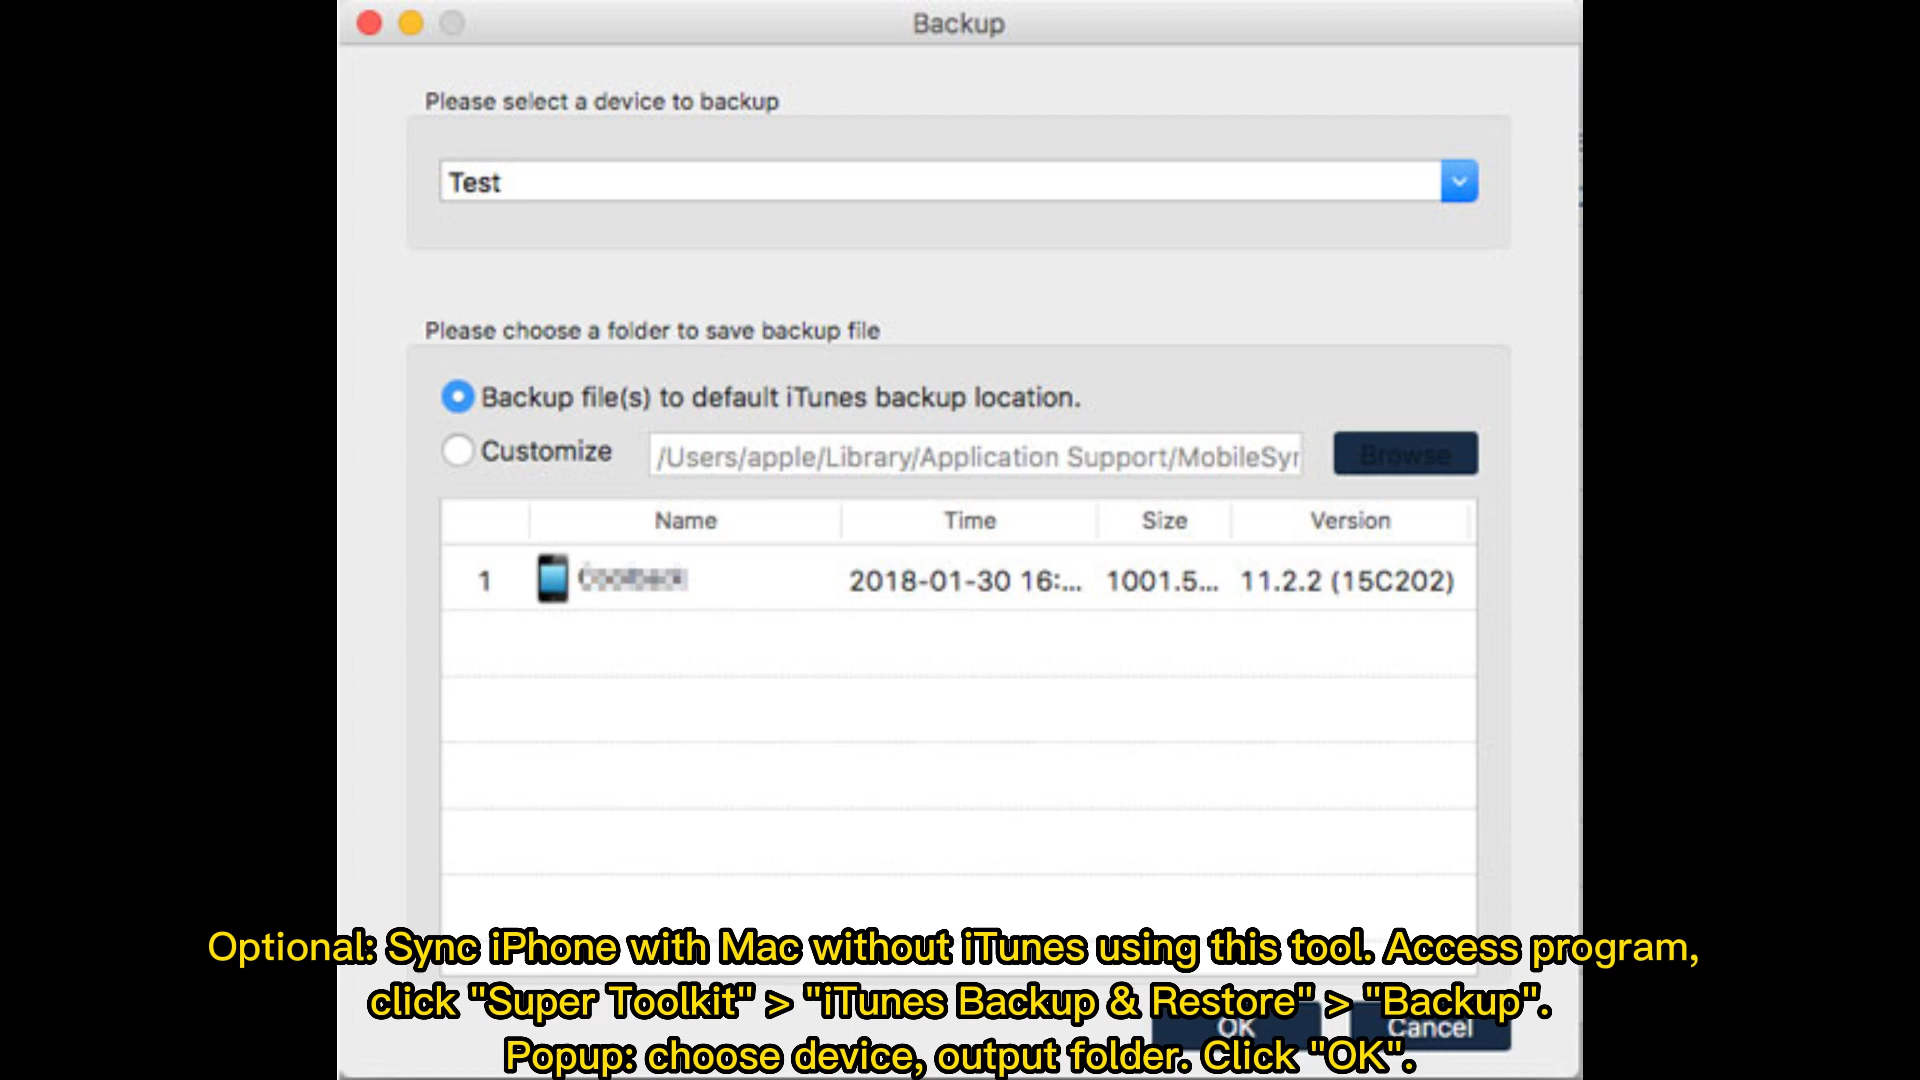 Backup
Please select a device to backup
Test
Please choose a folder to save backup file
Backup file(s) to default iTunes backup location.
Customize /Users/apple/Library/Application Support/MobileSyn Browse
Name Time Size Version
1 2018-01-30 16:... 1001.5... 11.2.2 (15C202)
OK Cancel
Optional: Sync iPhone with Mac without iTunes using this tool. Access program,
click "Super Toolkit" > "iTunes Backup & Restore" > "Backup".
Popup: choose device, output folder. Click "OK".